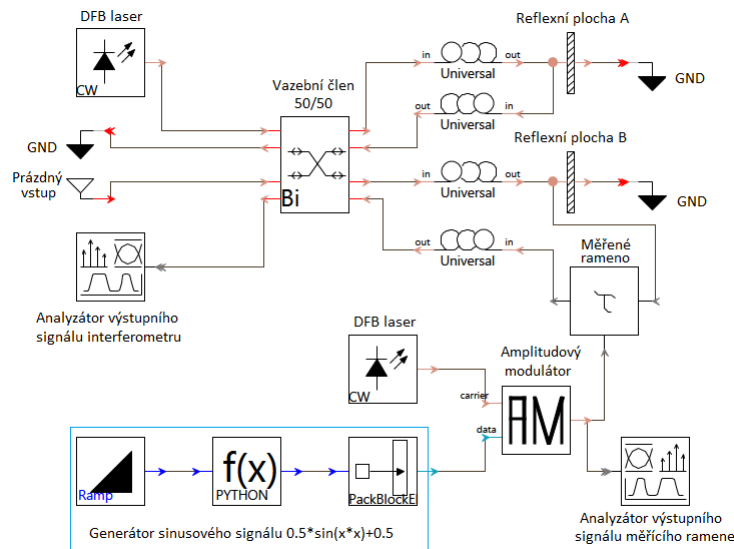 DFB laser
CW
GND
Prázdný
vstup
Analyzátor výstupního
signálu interferometru
Vazební člen
50/50
Bi
in
out
Universal
out
in
Universal
Reflexní plocha A
GND
in
out
Universal
Reflexní plocha B
GND
out
in
Universal
Měřené
rameno
τ
DFB laser
CW
carrier
data
Amplitudový
modulátor
AM
Ramp
f(x)
PYTHON
PackBlockEl
Generátor sinusového signálu 0.5*sin(x*x)+0.5
Analyzátor výstupního
signálu měřícího ramene